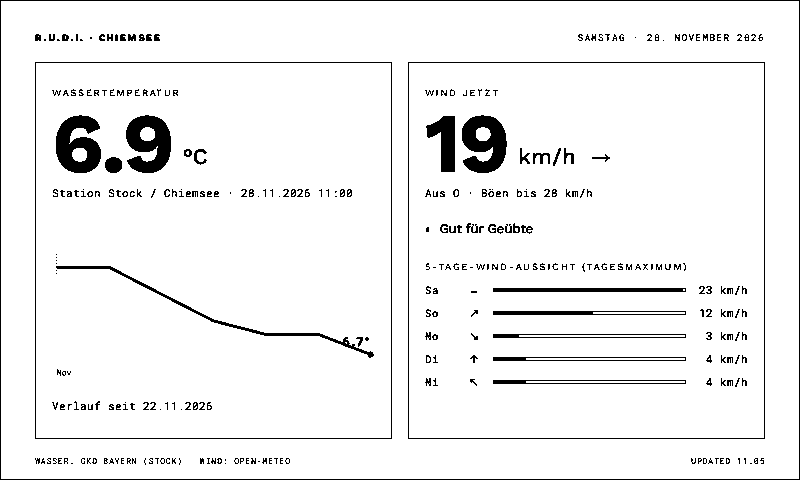 R.U.D.I. · CHIEMSEE
SAMSTAG · 28. NOVEMBER 2026
WASSERTEMPERATUR
6.9 °C
Station Stock / Chiemsee · 28.11.2026 11:00
6.7°
Nov
Verlauf seit 22.11.2026
WIND JETZT
19 km/h →
Aus O · Böen bis 28 km/h
Gut für Geübte
5-TAGE-WIND-AUSSICHT (TAGESMAXIMUM)
Sa → 23 km/h
So ↗ 12 km/h
Mo ↘ 3 km/h
Di ↑ 4 km/h
Mi ↖ 4 km/h
WASSER: GKD BAYERN (STOCK) WIND: OPEN-METEO
UPDATED 11:05